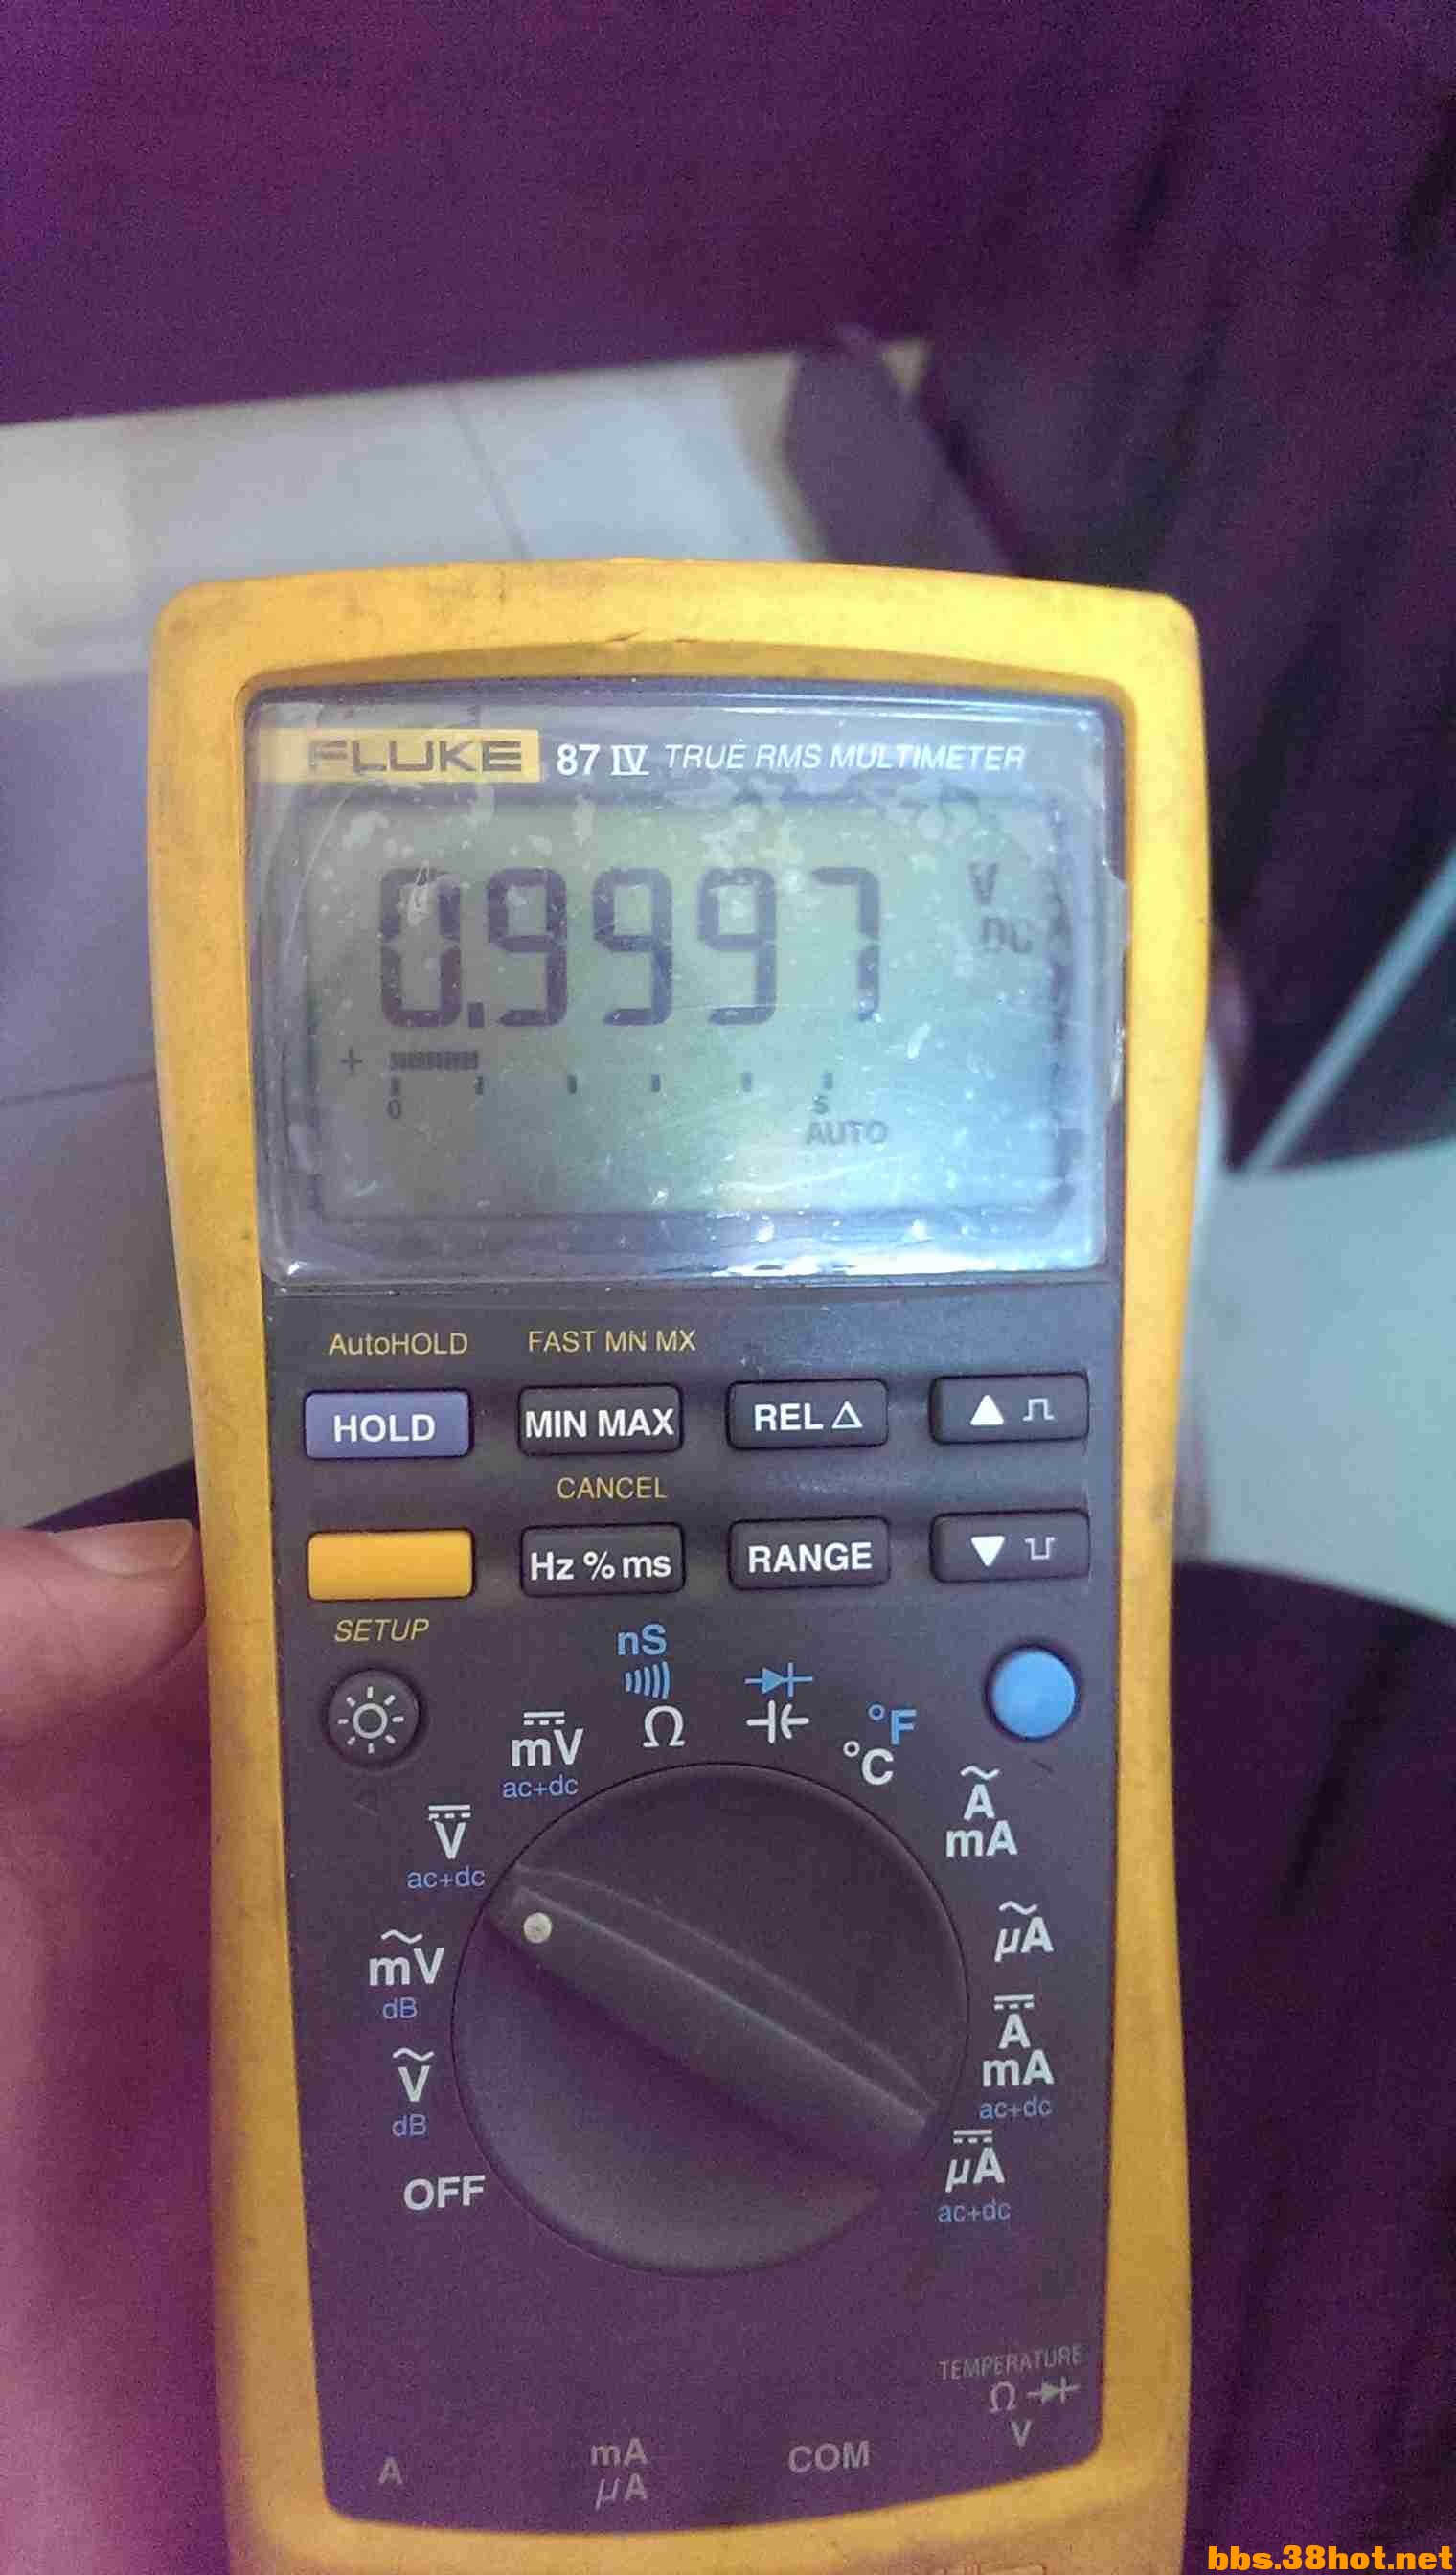 FLUKE 87 IV TRUE RMS MULTIMETER
0.9997 V DC
+
0 5
AUTO
AutoHOLD FAST MN MX
HOLD MIN MAX REL Δ ▲
CANCEL
Hz % ms RANGE ▼
SETUP
nS
Ω
mV
ac+dc
°F
°C
V
ac+dc
A
mA
mV
dB
µA
V
dB
A
mA
ac+dc
OFF
µA
ac+dc
TEMPERATURE
Ω
V
A
mA
µA
COM
bbs.38hot.net